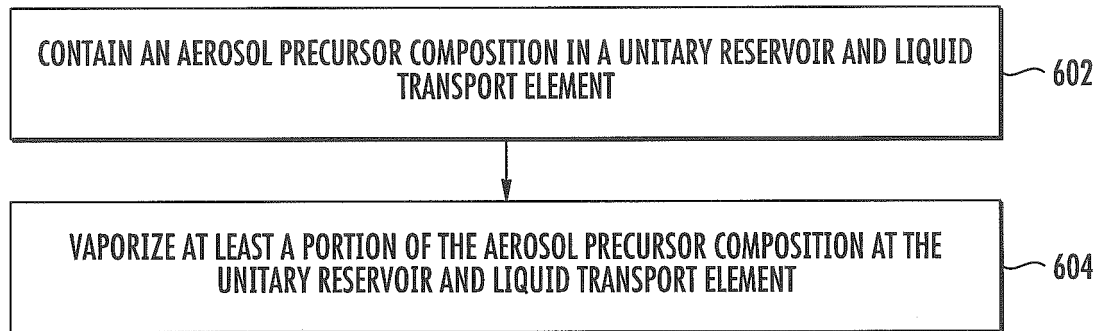 CONTAIN AN AEROSOL PRECURSOR COMPOSITION IN A UNITARY RESERVOIR AND LIQUID
TRANSPORT ELEMENT
602
VAPORIZE AT LEAST A PORTION OF THE AEROSOL PRECURSOR COMPOSITION AT THE
UNITARY RESERVOIR AND LIQUID TRANSPORT ELEMENT
604